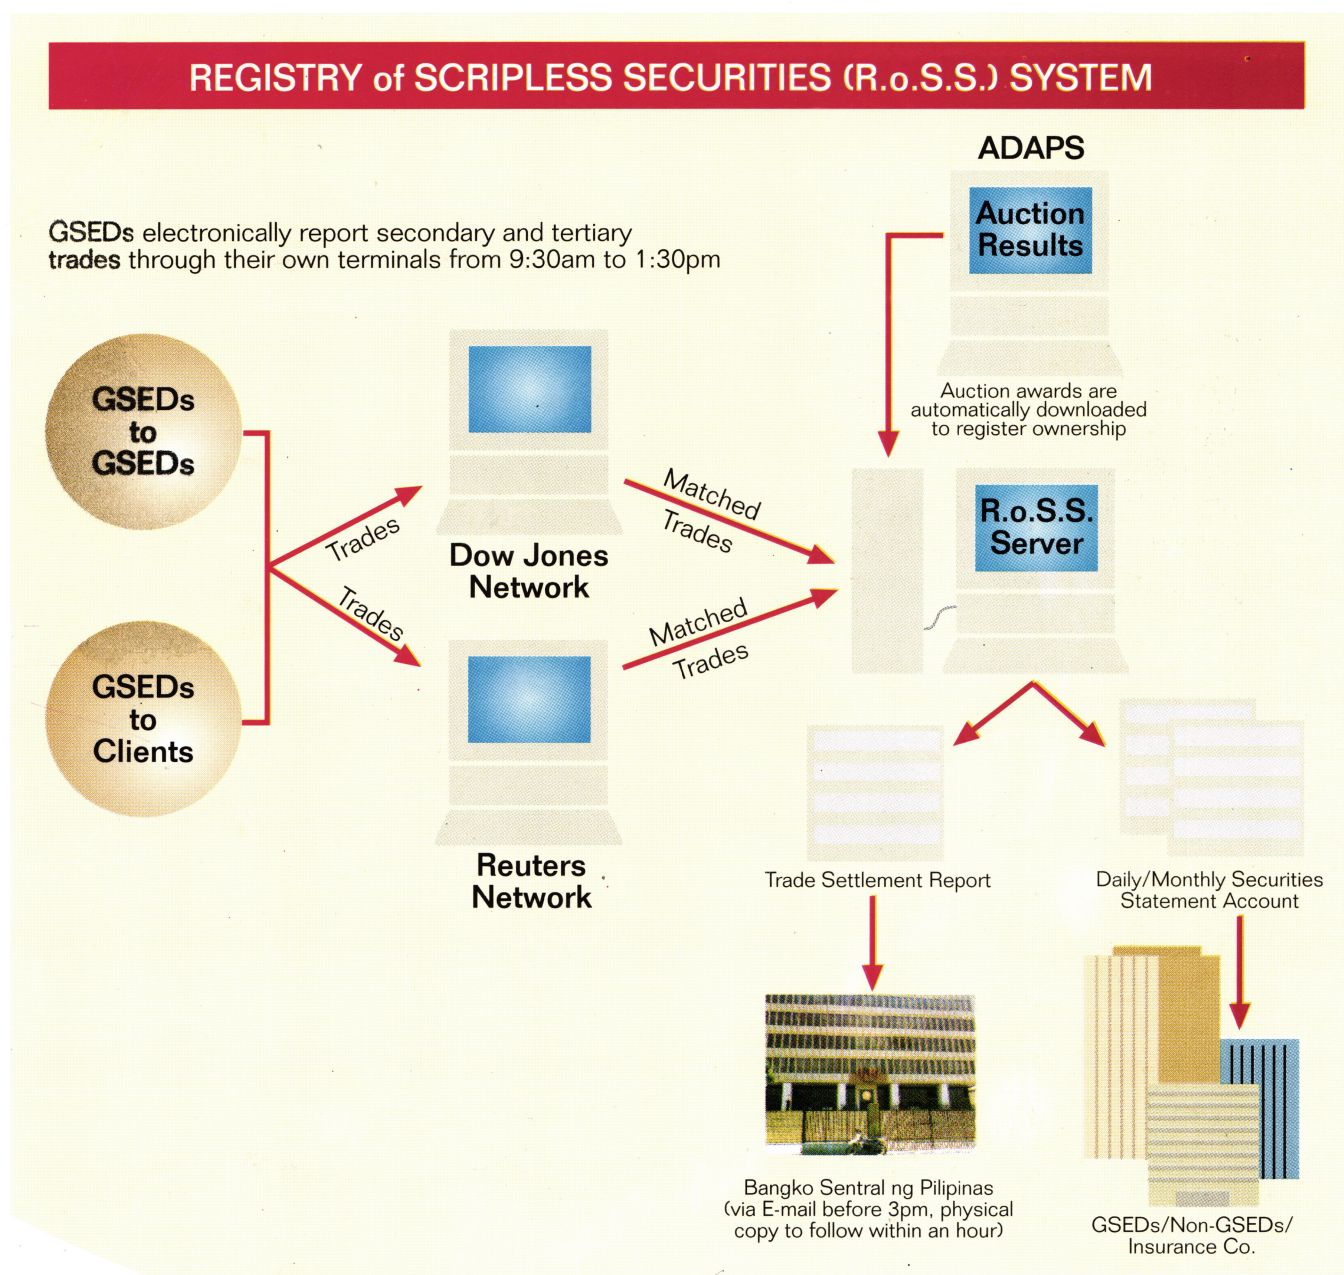 REGISTRY of SCRIPLESS SECURITIES (R.o.S.S.) SYSTEM
GSEDs electronically report secondary and tertiary
trades through their own terminals from 9:30am to 1:30pm
ADAPS
Auction
Results
Auction awards are
automatically downloaded
to register ownership
GSEDs
to
GSEDs
GSEDs
to
Clients
Trades
Trades
Dow Jones
Network
Reuters
Network
Matched
Trades
Matched
Trades
R.o.S.S.
Server
Trade Settlement Report
Daily/Monthly Securities
Statement Account
Bangko Sentral ng Pilipinas
(via E-mail before 3pm, physical
copy to follow within an hour)
GSEDs/Non-GSEDs/
Insurance Co.